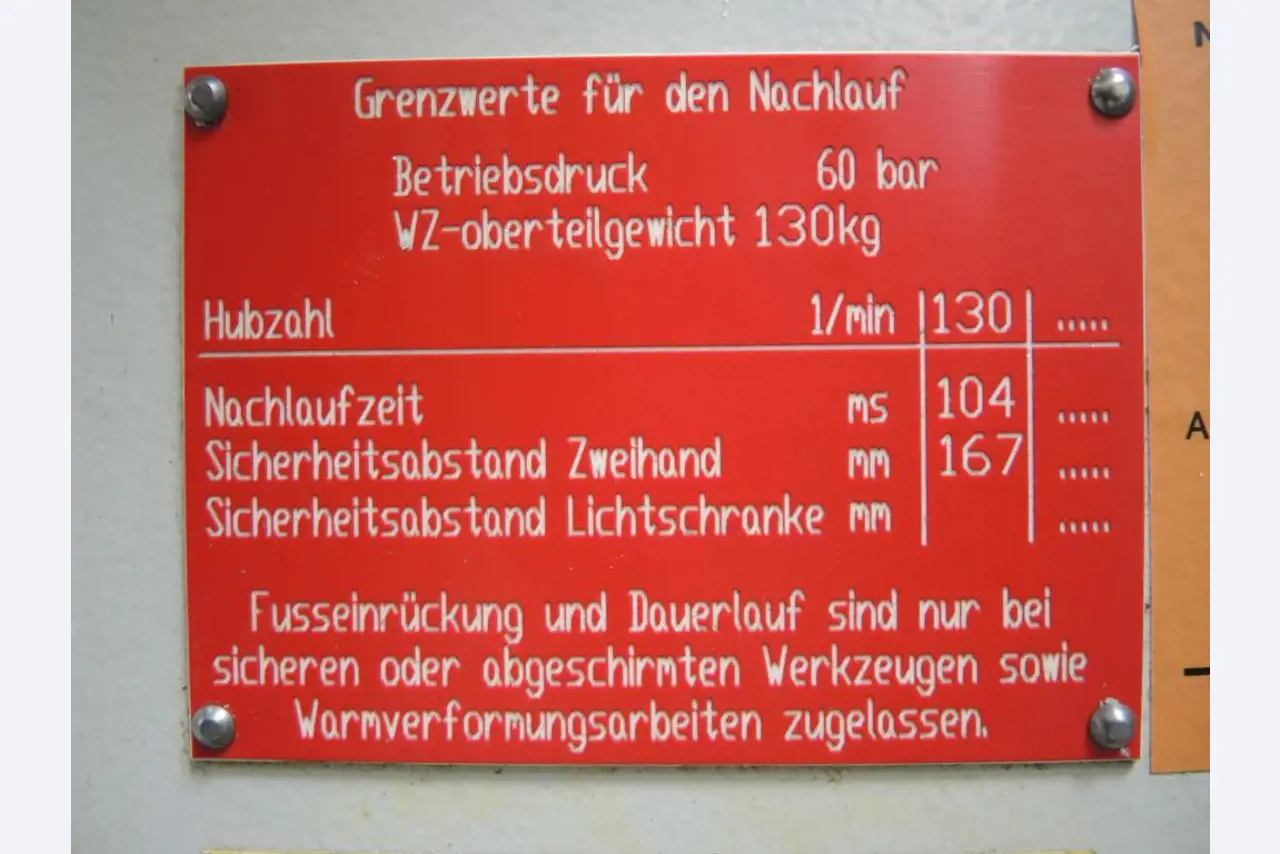 Grenzwerte für den Nachlauf
Betriebsdruck 60 bar
WZ-oberteilgewicht 130kg
Hubzahl 1/min 130 .....
Nachlaufzeit ms 104 .....
Sicherheitsabstand Zweihand mm 167 .....
Sicherheitsabstand Lichtschranke mm .....
Fusseinrückung und Dauerlauf sind nur bei
sicheren oder abgeschirmten Werkzeugen sowie
Warmverformungsarbeiten zugelassen.
N
A